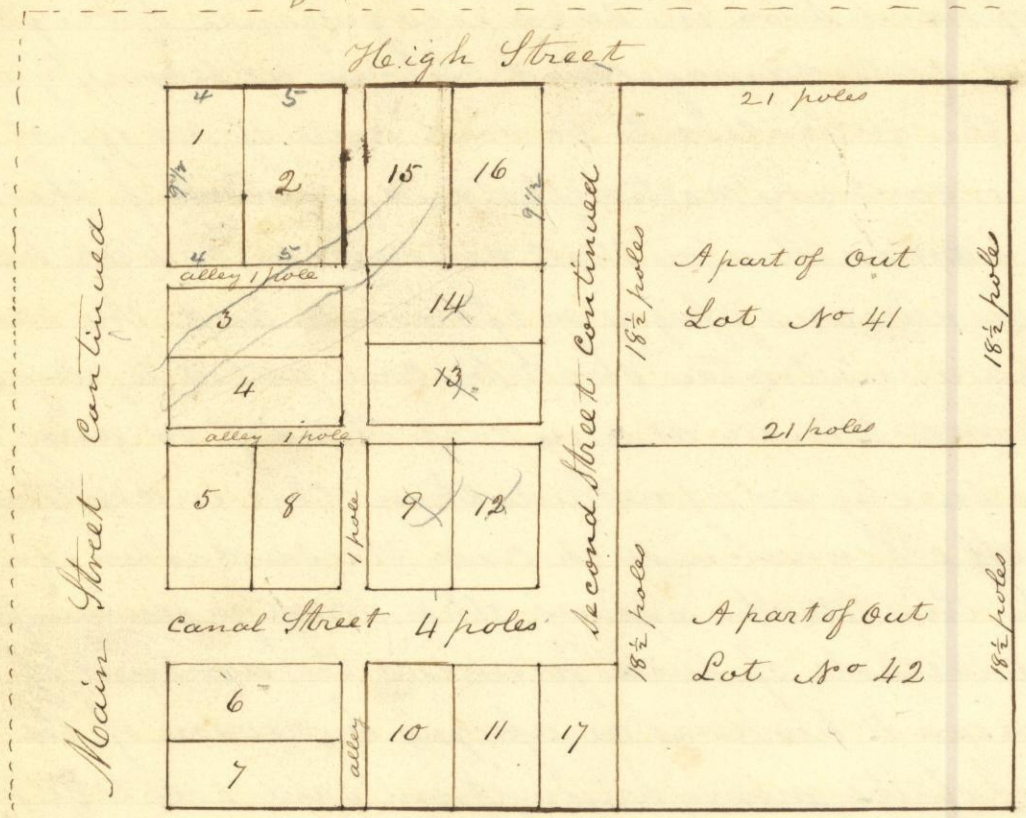 High Street
4 5
1
2
9½
4 5
alley 1 pole
3
4
alley 1 pole
5 8
15 16
9½
14
13
9 12
1 pole
canal Street 4 poles
6
7
alley
10 11 17
Main Street Continued
Second Street Continued
21 poles
18½ poles
A part of Out
Lot No 41
18½ poles
21 poles
18½ poles
A part of Out
Lot No 42
18½ poles